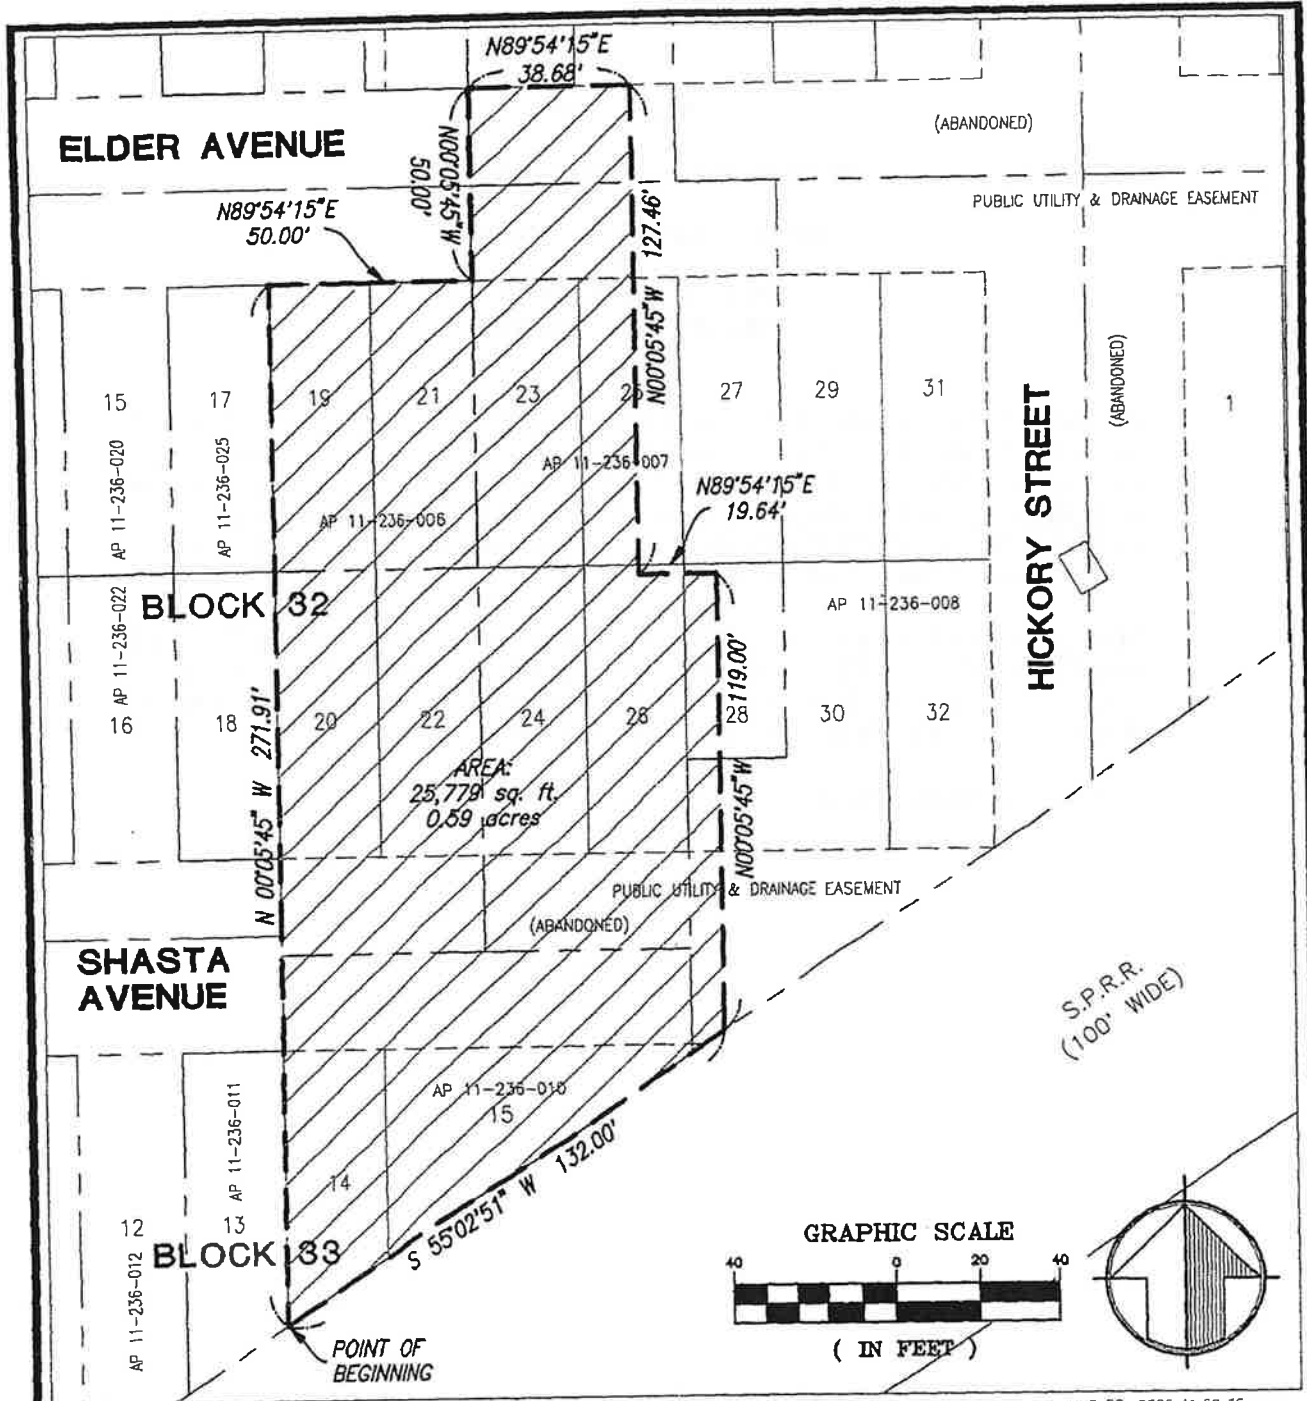 N89°54'15"E
38.68'
ELDER AVENUE
(ABANDONED)
N00°05'45"W
50.00'
N89°54'15"E
50.00'
127.46'
N00°05'45"W
PUBLIC UTILITY & DRAINAGE EASEMENT
15
17
19
21
23
25
27
29
31
1
(ABANDONED)
HICKORY STREET
AP 11-236-020
AP 11-236-025
AP 11-236-006
AP 11-236-007
N89°54'15"E
19.64'
BLOCK 32
AP 11-236-022
AP 11-236-008
119.00'
N00°05'45"W
16
18
20
22
24
26
28
30
32
N 00°05'45" W 271.91'
AREA:
25,779 sq. ft.
0.59 acres
PUBLIC UTILITY & DRAINAGE EASEMENT
(ABANDONED)
SHASTA
AVENUE
S.P.R.R.
(100' WIDE)
AP 11-236-011
AP 11-236-010
15
14
12
13
BLOCK 33
AP 11-236-012
S 55°02'51" W 132.00'
POINT OF
BEGINNING
GRAPHIC SCALE
40 0 20 40
( IN FEET )